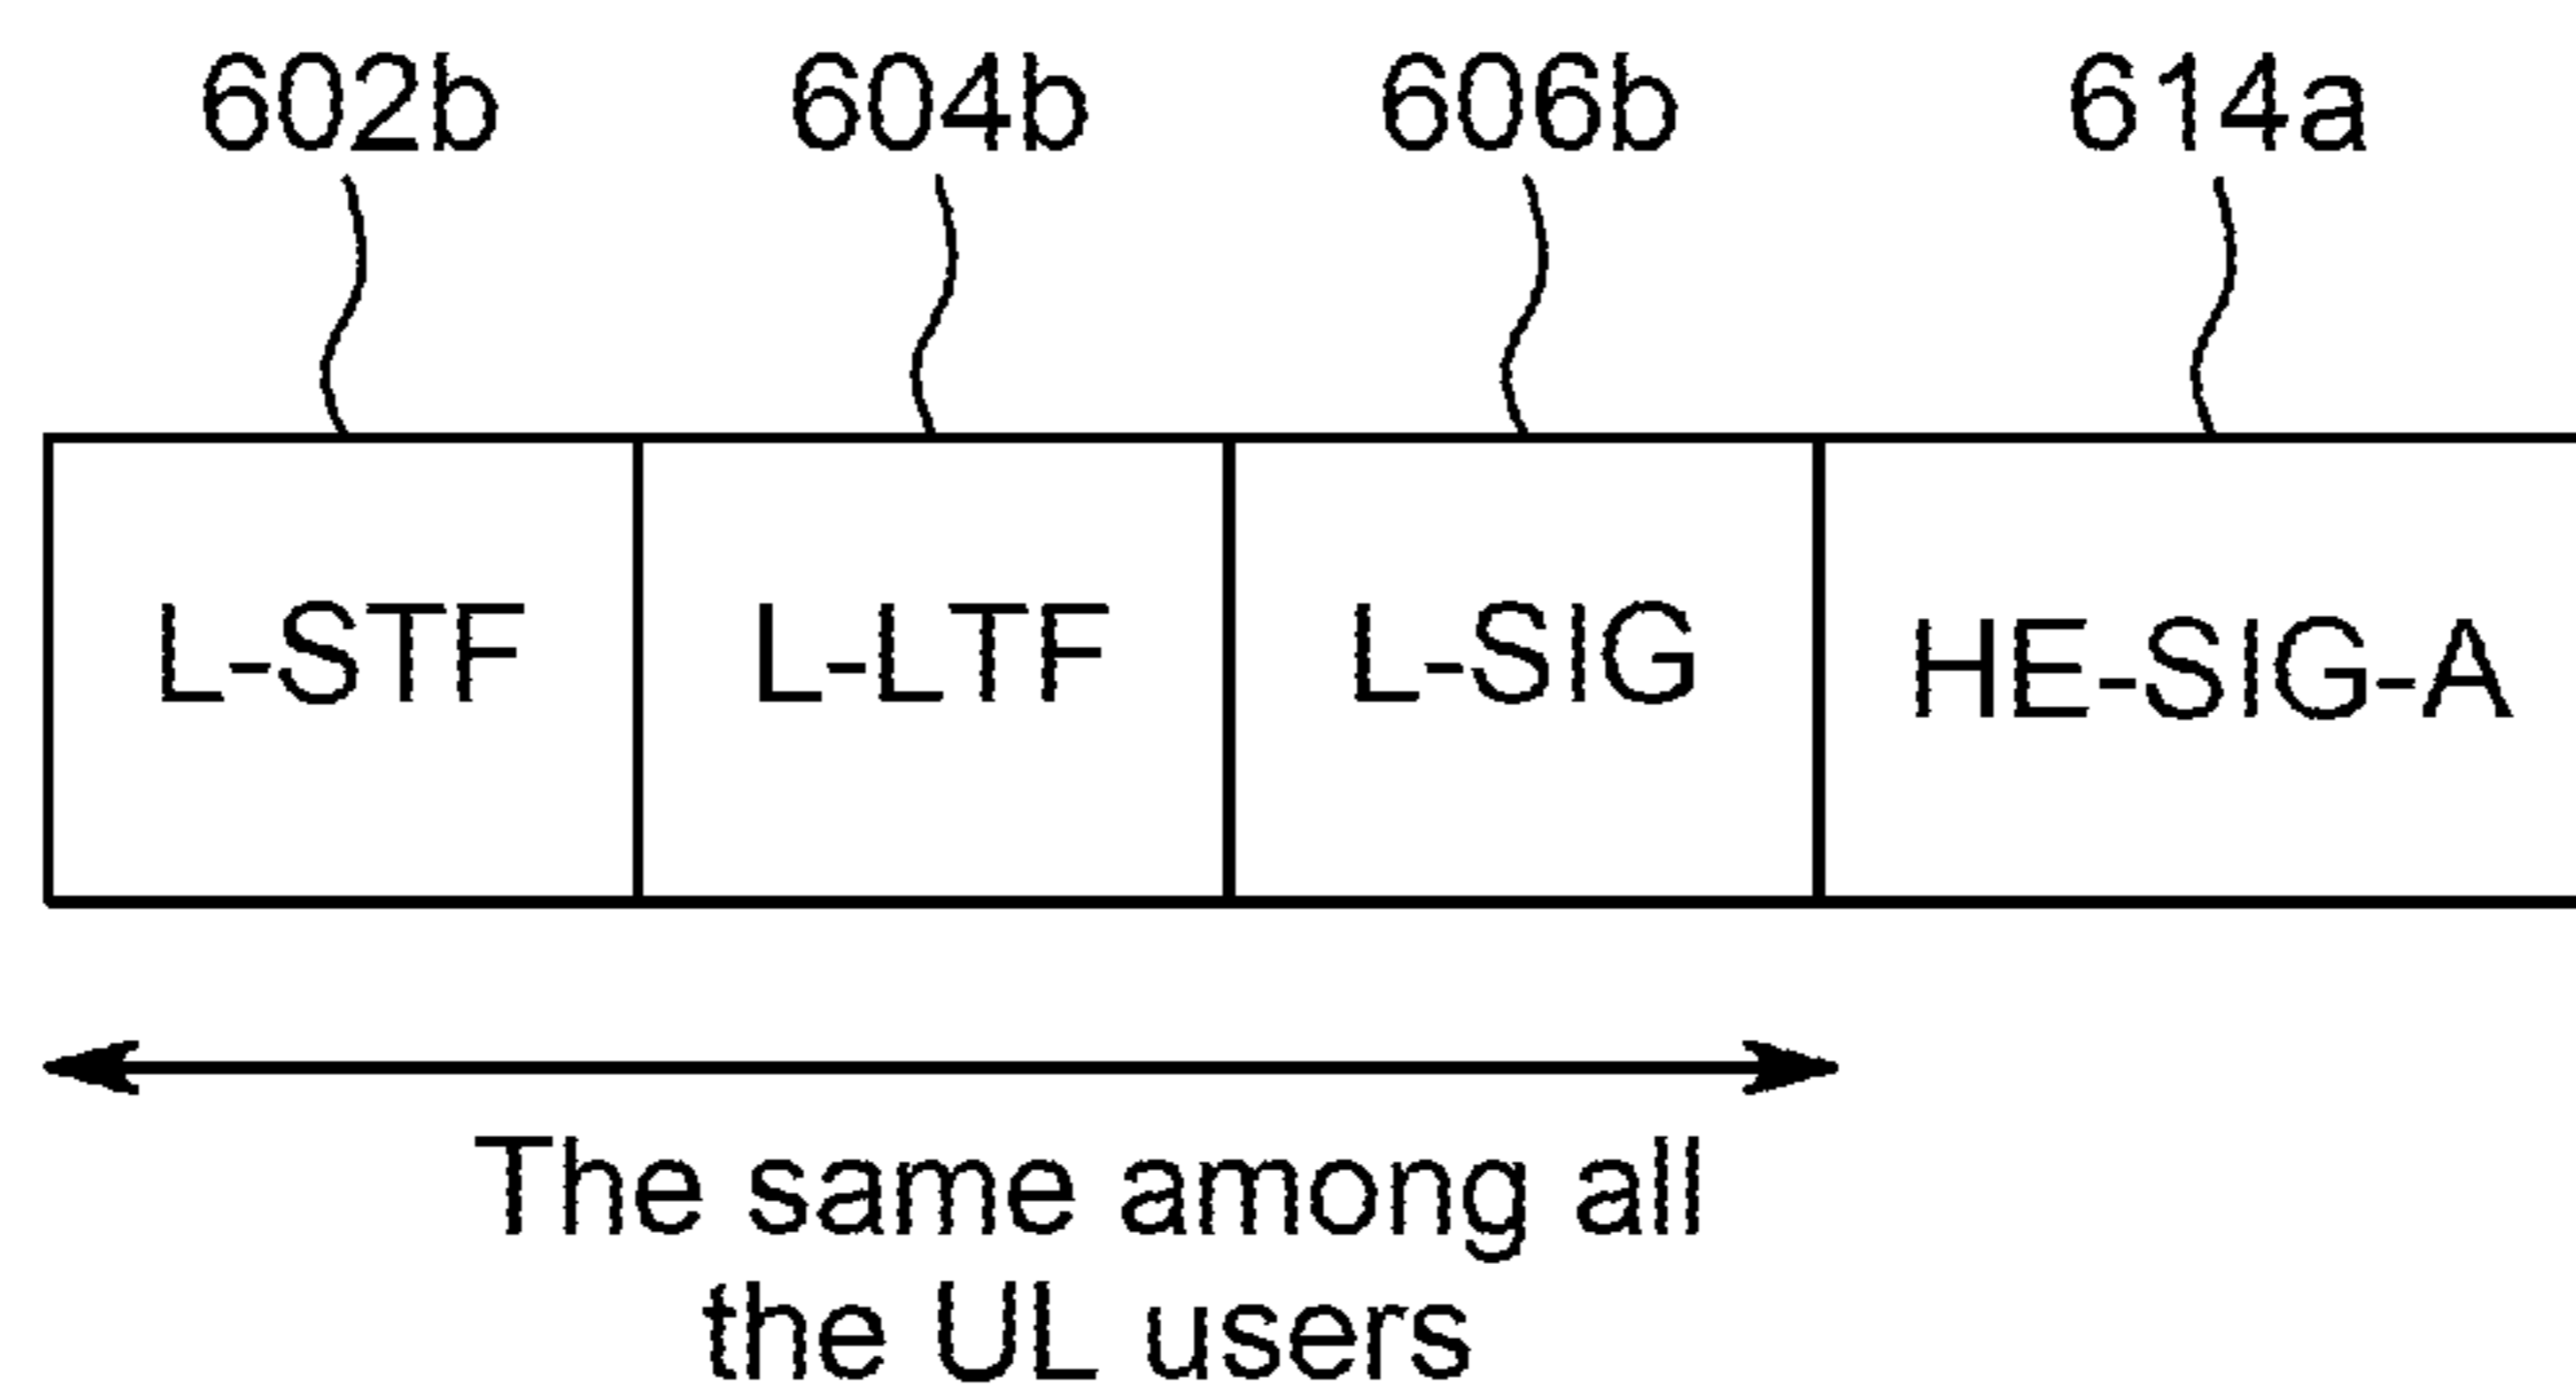 602b 604b 606b 614a
L-STF L-LTF L-SIG HE-SIG-A
The same among all
the UL users